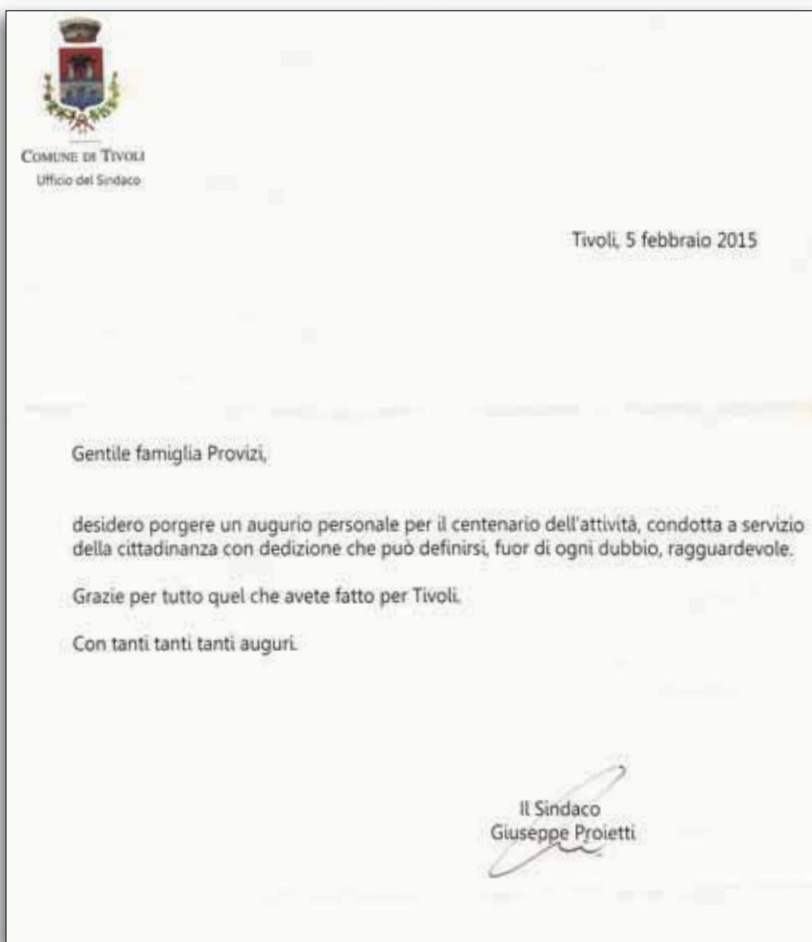 COMUNE DI TIVOLI
Ufficio del Sindaco
Tivoli, 5 febbraio 2015
Gentile famiglia Provizi,
desidero porgere un augurio personale per il centenario dell'attività, condotta a servizio
della cittadinanza con dedizione che può definirsi, fuor di ogni dubbio, ragguardevole.
Grazie per tutto quel che avete fatto per Tivoli.
Con tanti tanti tanti auguri.
Il Sindaco
Giuseppe Proietti